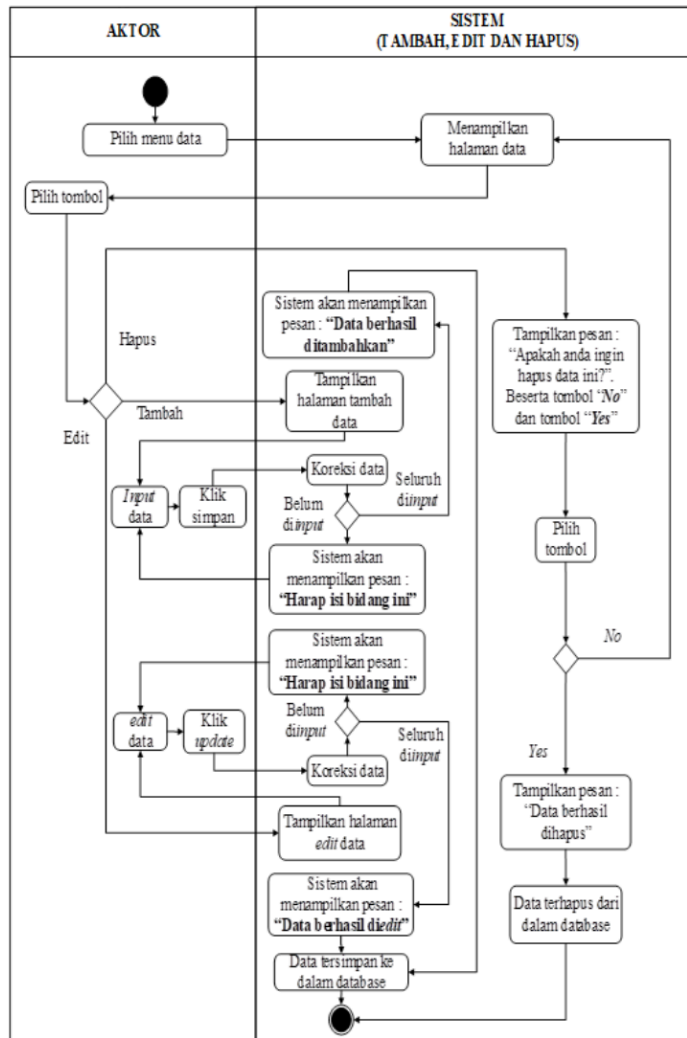 AKTOR
SISTEM
(TAMBAH, EDIT DAN HAPUS)
Pilih menu data
Menampilkan
halaman data
Pilih tombol
Hapus
Sistem akan menampilkan
pesan : “Data berhasil
ditambahkan”
Tampilkan pesan :
“Apakah anda ingin
hapus data ini?”.
Beserta tombol “No”
dan tombol “Yes”
Tambah
Tampilkan
halaman tambah
data
Edit
Input
data
Klik
simpan
Koreksi data
Seluruh
diinput
Belum
diinput
Pilih
tombol
Sistem akan
menampilkan pesan :
“Harap isi bidang ini”
No
Sistem akan
menampilkan pesan :
“Harap isi bidang ini”
edit
data
Klik
update
Belum
diinput
Seluruh
diinput
Koreksi data
Yes
Tampilkan pesan :
“Data berhasil
dihapus”
Tampilkan halaman
edit data
Sistem akan
menampilkan pesan :
“Data berhasil diedit”
Data terhapus dari
dalam database
Data tersimpan ke
dalam database